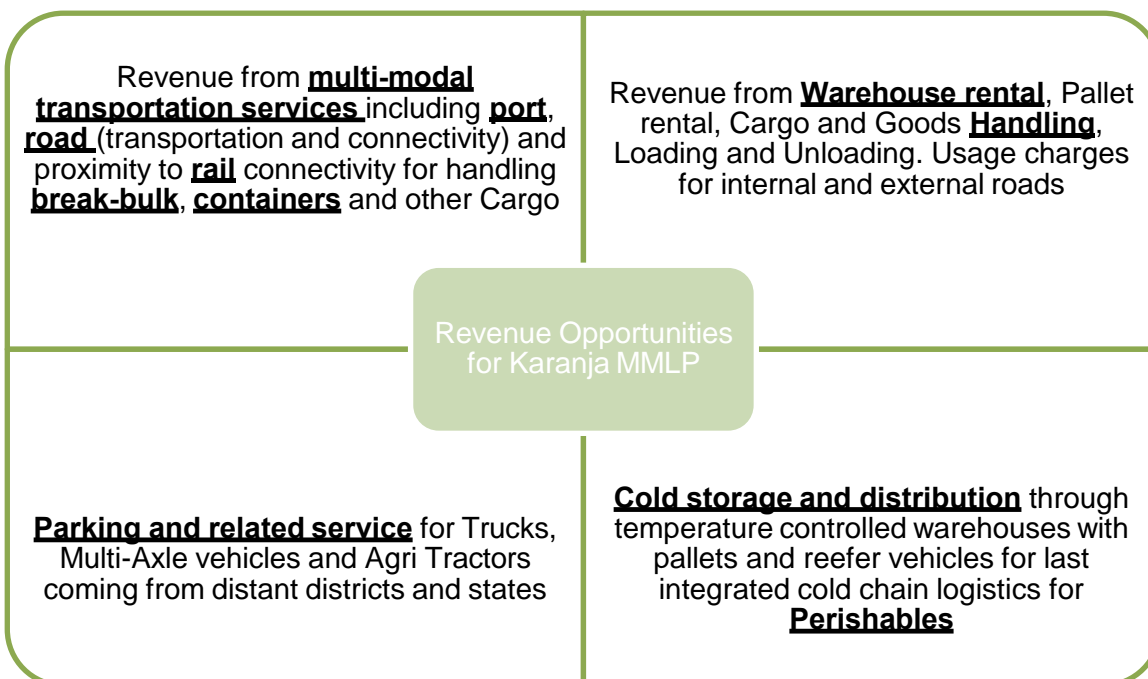 Revenue from multi-modal
transportation services including port,
road (transportation and connectivity) and
proximity to rail connectivity for handling
break-bulk, containers and other Cargo
Revenue from Warehouse rental, Pallet
rental, Cargo and Goods Handling,
Loading and Unloading. Usage charges
for internal and external roads
Revenue Opportunities
for Karanja MMLP
Parking and related service for Trucks,
Multi-Axle vehicles and Agri Tractors
coming from distant districts and states
Cold storage and distribution through
temperature controlled warehouses with
pallets and reefer vehicles for last
integrated cold chain logistics for
Perishables